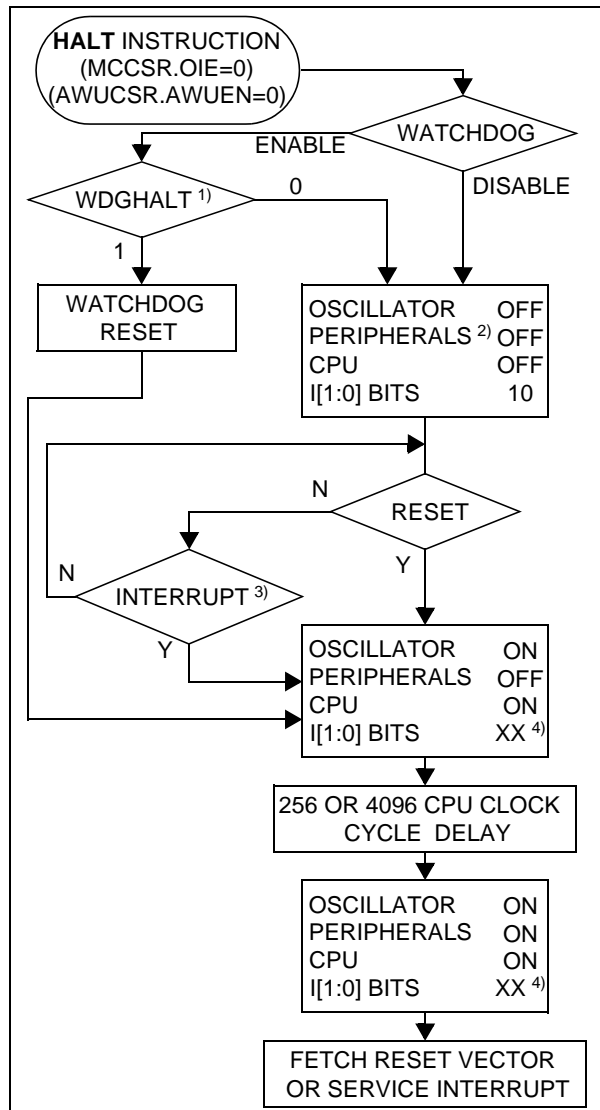 HALT INSTRUCTION
(MCCSR.OIE=0)
(AWUCSR.AWUEN=0)
WATCHDOG
ENABLE
DISABLE
WDGHALT 1)
0
1
WATCHDOG
RESET
OSCILLATOR OFF
PERIPHERALS 2) OFF
CPU OFF
I[1:0] BITS 10
N
RESET
Y
N
INTERRUPT 3)
Y
OSCILLATOR ON
PERIPHERALS OFF
CPU ON
I[1:0] BITS XX 4)
256 OR 4096 CPU CLOCK
CYCLE DELAY
OSCILLATOR ON
PERIPHERALS ON
CPU ON
I[1:0] BITS XX 4)
FETCH RESET VECTOR
OR SERVICE INTERRUPT